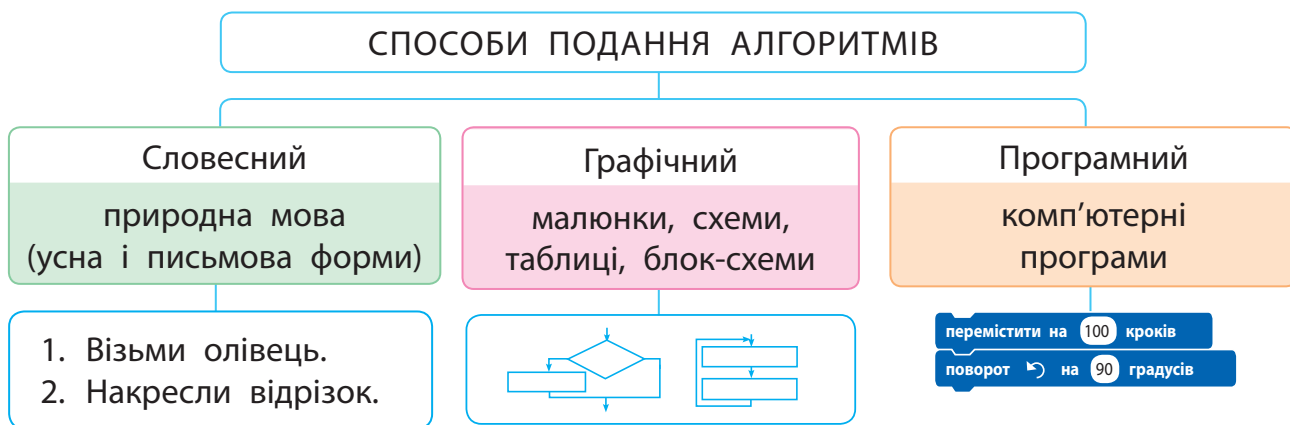 СПОСОБИ ПОДАННЯ АЛГОРИТМІВ
Словесний
природна мова
(усна і письмова форми)
1. Візьми олівець.
2. Накресли відрізок.
Графічний
малюнки, схеми,
таблиці, блок-схеми
Програмний
комп’ютерні
програми
перемістити на 100 кроків
поворот на 90 градусів